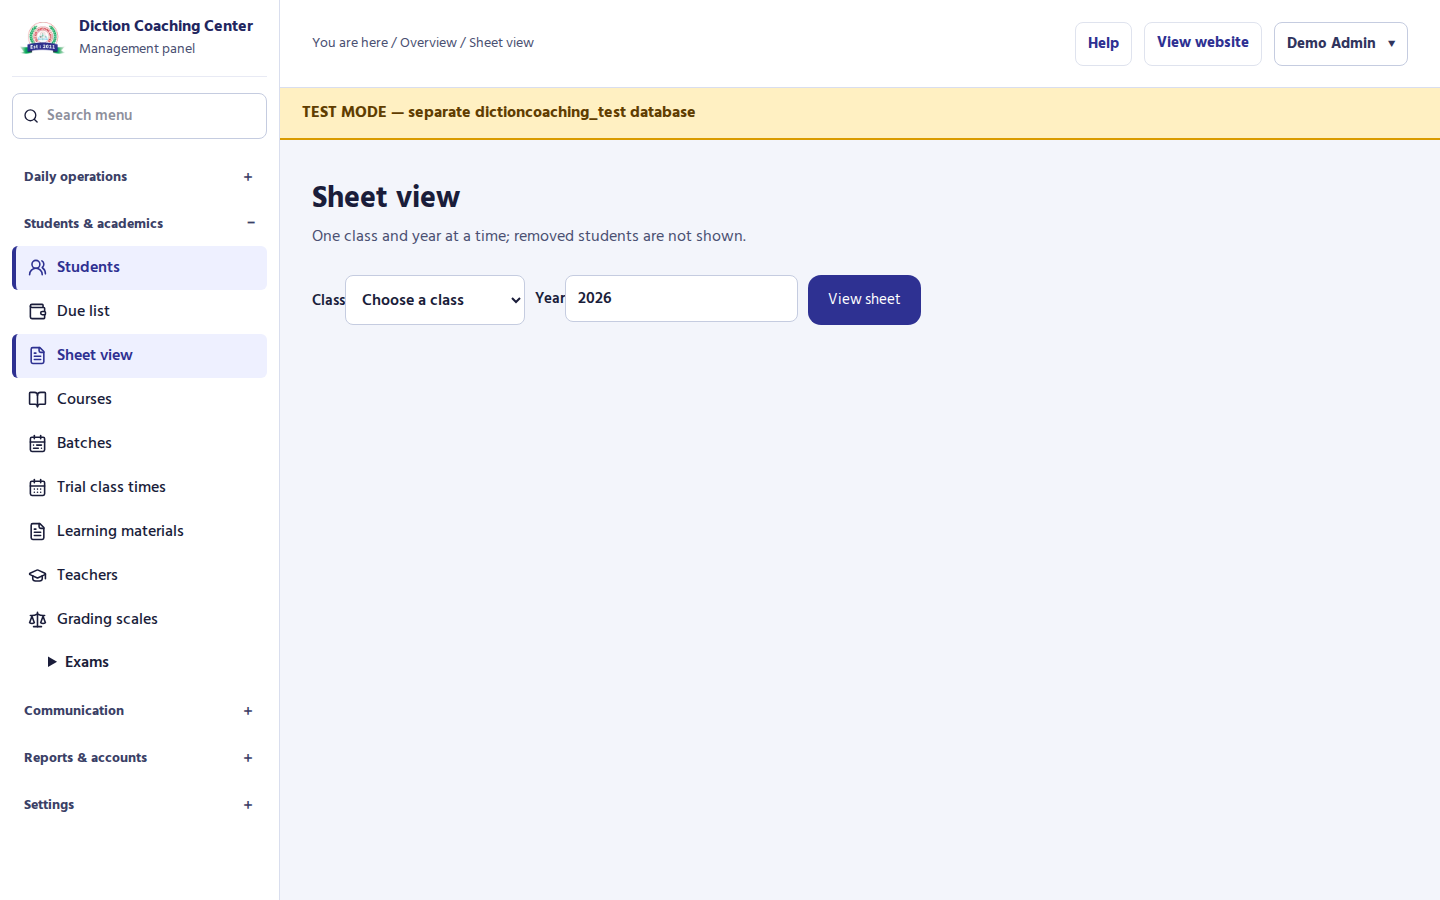 Diction Coaching Center
Management panel
Est : 2011
Search menu
Daily operations +
Students & academics −
Students
Due list
Sheet view
Courses
Batches
Trial class times
Learning materials
Teachers
Grading scales
Exams
Communication +
Reports & accounts +
Settings +
You are here / Overview / Sheet view
Help
View website
Demo Admin
TEST MODE — separate dictioncoaching_test database
Sheet view
One class and year at a time; removed students are not shown.
Class Choose a class Year 2026 View sheet